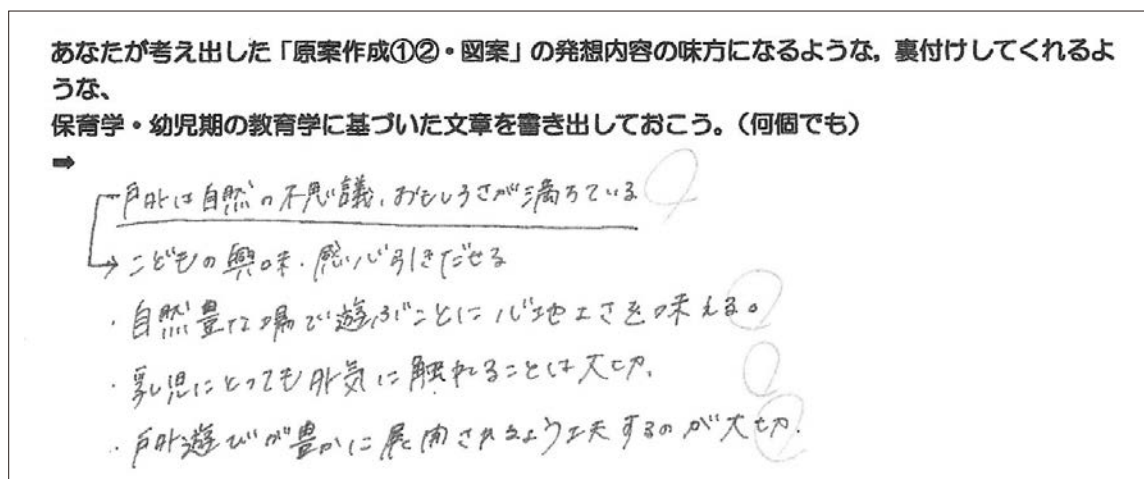 あなたが考え出した「原案作成①②・図案」の発想内容の味方になるような，裏付けしてくれるよ
うな、
保育学・幼児期の教育学に基づいた文章を書き出しておこう。（何個でも）
➡
戸外は自然の不思議、おもしろさが満ちている
→こどもの興味・感心引きだせる
・自然豊な場で遊ぶことに心地よさを味える。
・乳児にとっても外気に触れることは大切、
・戸外遊びが豊かに展開されるよう工夫するのが大切．